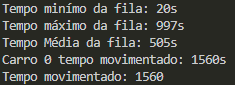 Tempo minímo da fila: 20s
Tempo máximo da fila: 997s
Tempo Média da fila: 505s
Carro 0 tempo movimentado: 1560s
Tempo movimentado: 1560